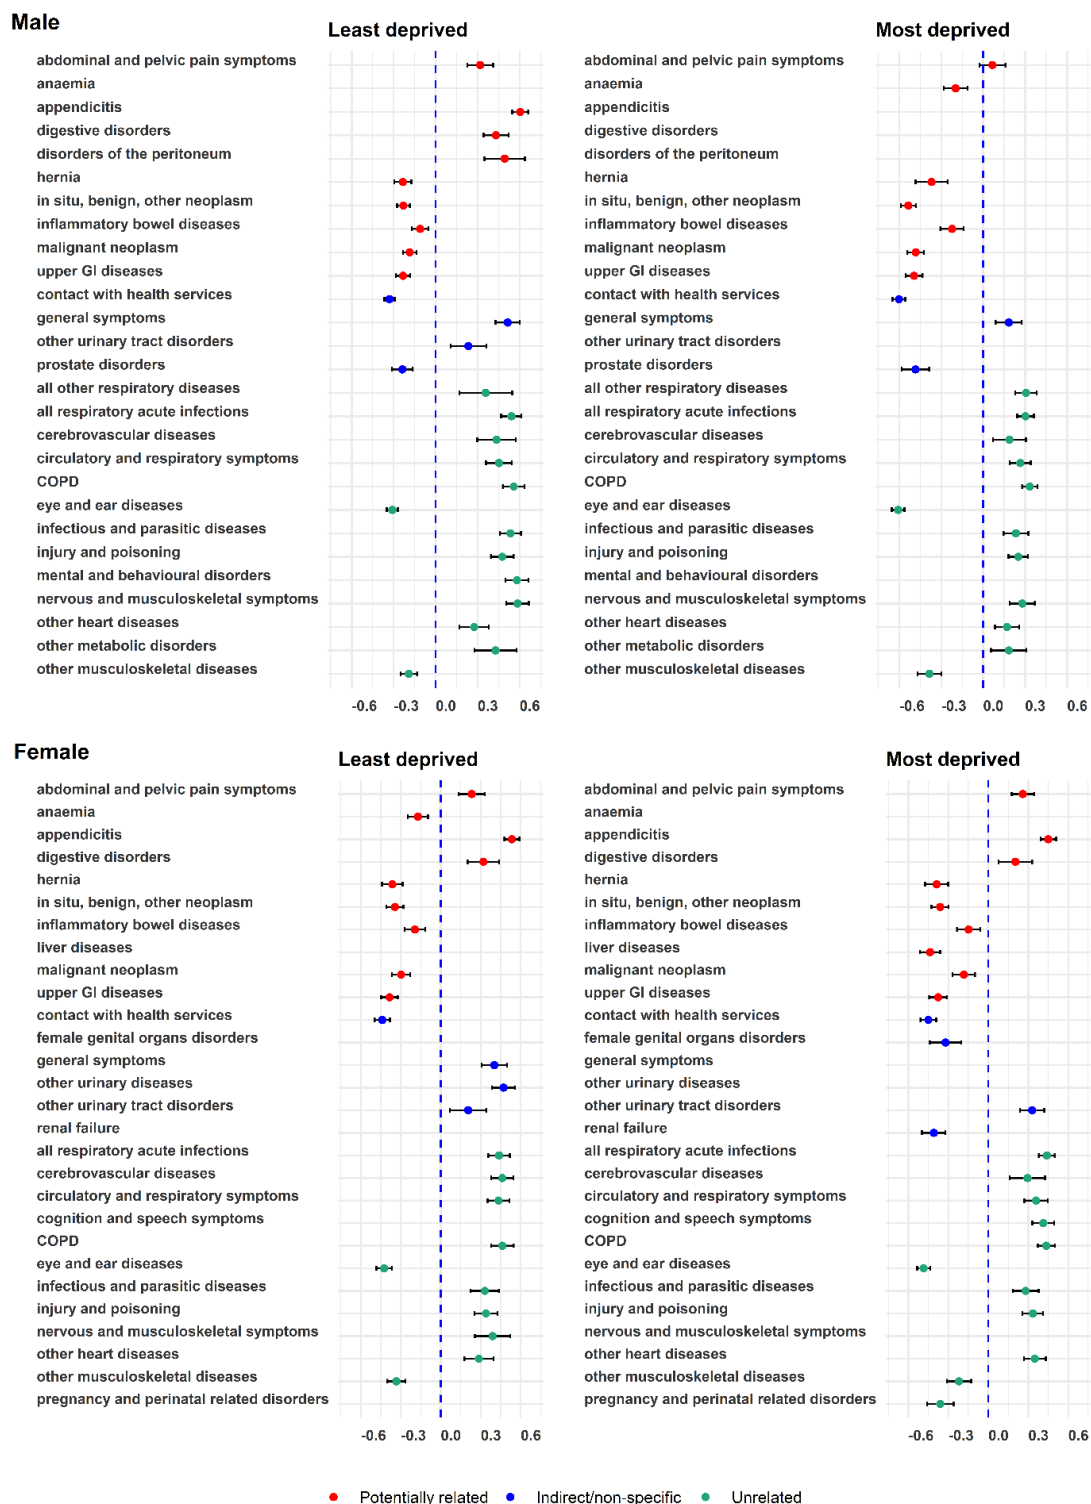 Male
Least deprived
Most deprived
abdominal and pelvic pain symptoms
anaemia
appendicitis
digestive disorders
disorders of the peritoneum
hernia
in situ, benign, other neoplasm
inflammatory bowel diseases
malignant neoplasm
upper GI diseases
contact with health services
general symptoms
other urinary tract disorders
prostate disorders
all other respiratory diseases
all respiratory acute infections
cerebrovascular diseases
circulatory and respiratory symptoms
COPD
eye and ear diseases
infectious and parasitic diseases
injury and poisoning
mental and behavioural disorders
nervous and musculoskeletal symptoms
other heart diseases
other metabolic disorders
other musculoskeletal diseases
-0.6 -0.3 0.0 0.3 0.6
abdominal and pelvic pain symptoms
anaemia
appendicitis
digestive disorders
disorders of the peritoneum
hernia
in situ, benign, other neoplasm
inflammatory bowel diseases
malignant neoplasm
upper GI diseases
contact with health services
general symptoms
other urinary tract disorders
prostate disorders
all other respiratory diseases
all respiratory acute infections
cerebrovascular diseases
circulatory and respiratory symptoms
COPD
eye and ear diseases
infectious and parasitic diseases
injury and poisoning
mental and behavioural disorders
nervous and musculoskeletal symptoms
other heart diseases
other metabolic disorders
other musculoskeletal diseases
-0.6 -0.3 0.0 0.3 0.6
Female
Least deprived
Most deprived
abdominal and pelvic pain symptoms
anaemia
appendicitis
digestive disorders
hernia
in situ, benign, other neoplasm
inflammatory bowel diseases
liver diseases
malignant neoplasm
upper GI diseases
contact with health services
female genital organs disorders
general symptoms
other urinary diseases
other urinary tract disorders
renal failure
all respiratory acute infections
cerebrovascular diseases
circulatory and respiratory symptoms
cognition and speech symptoms
COPD
eye and ear diseases
infectious and parasitic diseases
injury and poisoning
nervous and musculoskeletal symptoms
other heart diseases
other musculoskeletal diseases
pregnancy and perinatal related disorders
-0.6 -0.3 0.0 0.3 0.6
abdominal and pelvic pain symptoms
anaemia
appendicitis
digestive disorders
hernia
in situ, benign, other neoplasm
inflammatory bowel diseases
liver diseases
malignant neoplasm
upper GI diseases
contact with health services
female genital organs disorders
general symptoms
other urinary diseases
other urinary tract disorders
renal failure
all respiratory acute infections
cerebrovascular diseases
circulatory and respiratory symptoms
cognition and speech symptoms
COPD
eye and ear diseases
infectious and parasitic diseases
injury and poisoning
nervous and musculoskeletal symptoms
other heart diseases
other musculoskeletal diseases
pregnancy and perinatal related disorders
-0.6 -0.3 0.0 0.3 0.6
Potentially related Indirect/non-specific Unrelated